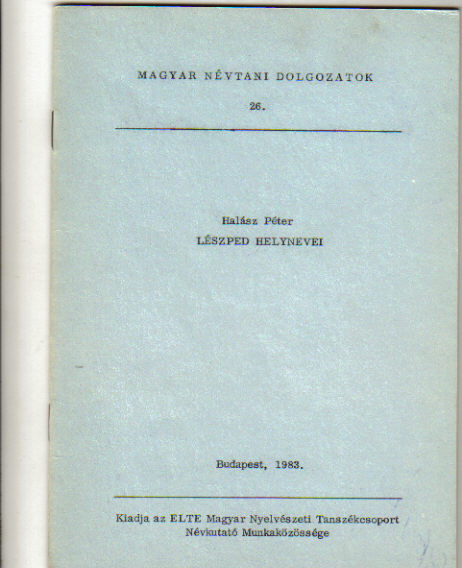 MAGYAR NÉVTANI DOLGOZATOK
26.
Halász Péter
LÉSZPED HELYNEVEI
Budapest, 1983.
Kiadja az ELTE Magyar Nyelvészeti Tanszékcsoport
Névkutató Munkaközössége